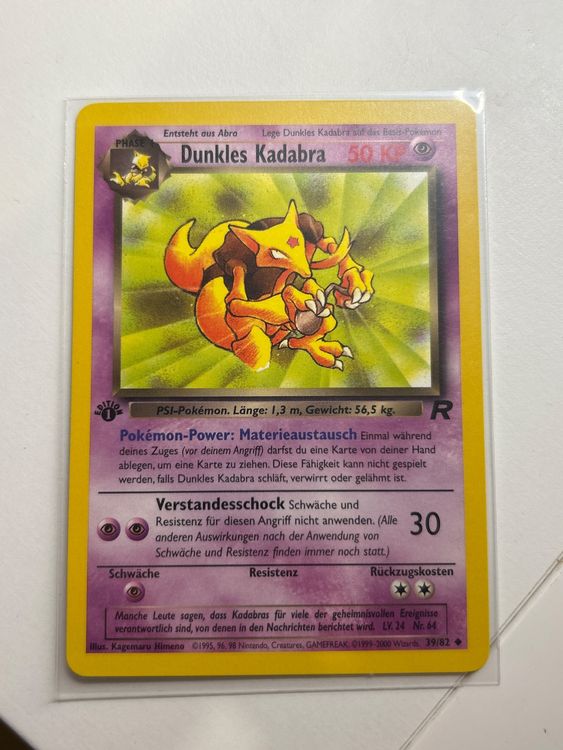 Entsteht aus Abro Lege Dunkles Kadabra auf das Basis-Pokémon
PHASE 1
Dunkles Kadabra 50 KP
EDITION 1
PSI-Pokémon. Länge: 1,3 m, Gewicht: 56,5 kg.
R
Pokémon-Power: Materieaustausch Einmal während
deines Zuges (vor deinem Angriff) darfst du eine Karte von deiner Hand
ablegen, um eine Karte zu ziehen. Diese Fähigkeit kann nicht gespielt
werden, falls Dunkles Kadabra schläft, verwirrt oder gelähmt ist.
Verstandesschock Schwäche und
Resistenz für diesen Angriff nicht anwenden. (Alle
anderen Auswirkungen nach der Anwendung von
Schwäche und Resistenz finden immer noch statt.)
30
Schwäche Resistenz Rückzugskosten
Manche Leute sagen, dass Kadabras für viele der geheimnisvollen Ereignisse
verantwortlich sind, von denen in den Nachrichten berichtet wird. LV. 24 Nr. 64
Illus. Kagemaru Himeno ©1995, 96, 98 Nintendo, Creatures, GAMEFREAK. ©1999-2000 Wizards. 39/82